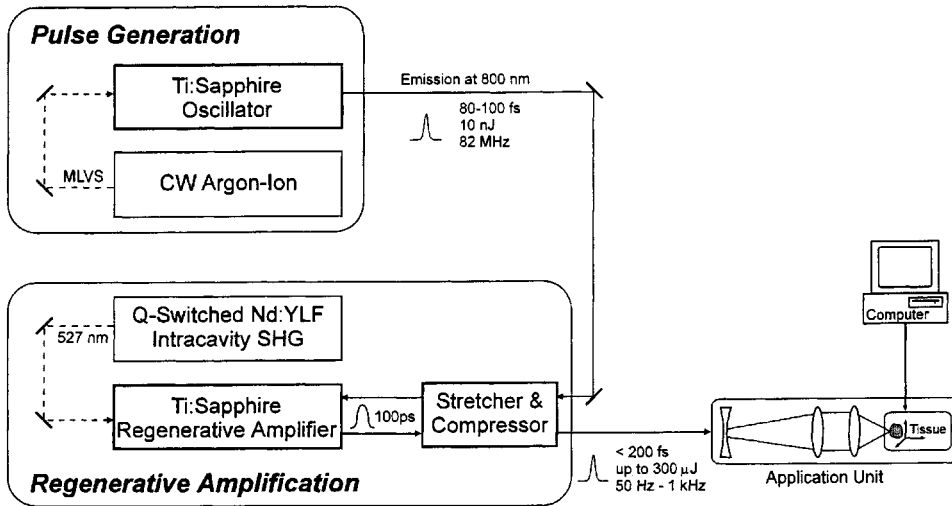 Pulse Generation
Ti:Sapphire
Oscillator
MLVS
CW Argon-Ion
Emission at 800 nm
80-100 fs
10 nJ
82 MHz
Q-Switched Nd:YLF
Intracavity SHG
527 nm
Ti:Sapphire
Regenerative Amplifier
100ps
Stretcher &
Compressor
Regenerative Amplification
< 200 fs
up to 300 µJ
50 Hz - 1 kHz
Computer
Tissue
Application Unit